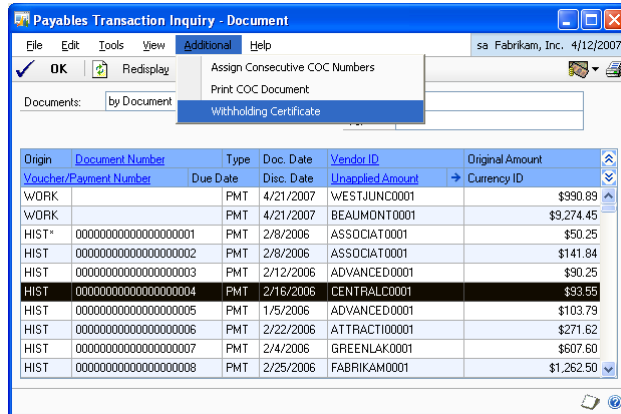 Payables Transaction Inquiry - Document
File Edit Tools View Additional Help sa Fabrikam, Inc. 4/12/2007
OK Redisplay
Assign Consecutive COC Numbers
Print COC Document
Withholding Certificate
Documents: by Document
Origin Document Number Type Doc. Date Vendor ID Original Amount
Voucher/Payment Number Due Date Disc. Date Unapplied Amount Currency ID
WORK PMT 4/21/2007 WESTJUNC0001 $990.89
WORK PMT 4/21/2007 BEAUMONT0001 $9,274.45
HIST* 00000000000000000001 PMT 2/8/2006 ASSOCIAT0001 $50.25
HIST 00000000000000000002 PMT 2/8/2006 ASSOCIAT0001 $141.84
HIST 00000000000000000003 PMT 2/12/2006 ADVANCED0001 $90.25
HIST 00000000000000000004 PMT 2/16/2006 CENTRALC0001 $93.55
HIST 00000000000000000005 PMT 1/5/2006 ADVANCED0001 $103.79
HIST 00000000000000000006 PMT 2/22/2006 ATTRACTI00001 $271.62
HIST 00000000000000000007 PMT 2/4/2006 GREENLAK0001 $607.60
HIST 00000000000000000008 PMT 2/25/2006 FABRIKAM0001 $1,262.50